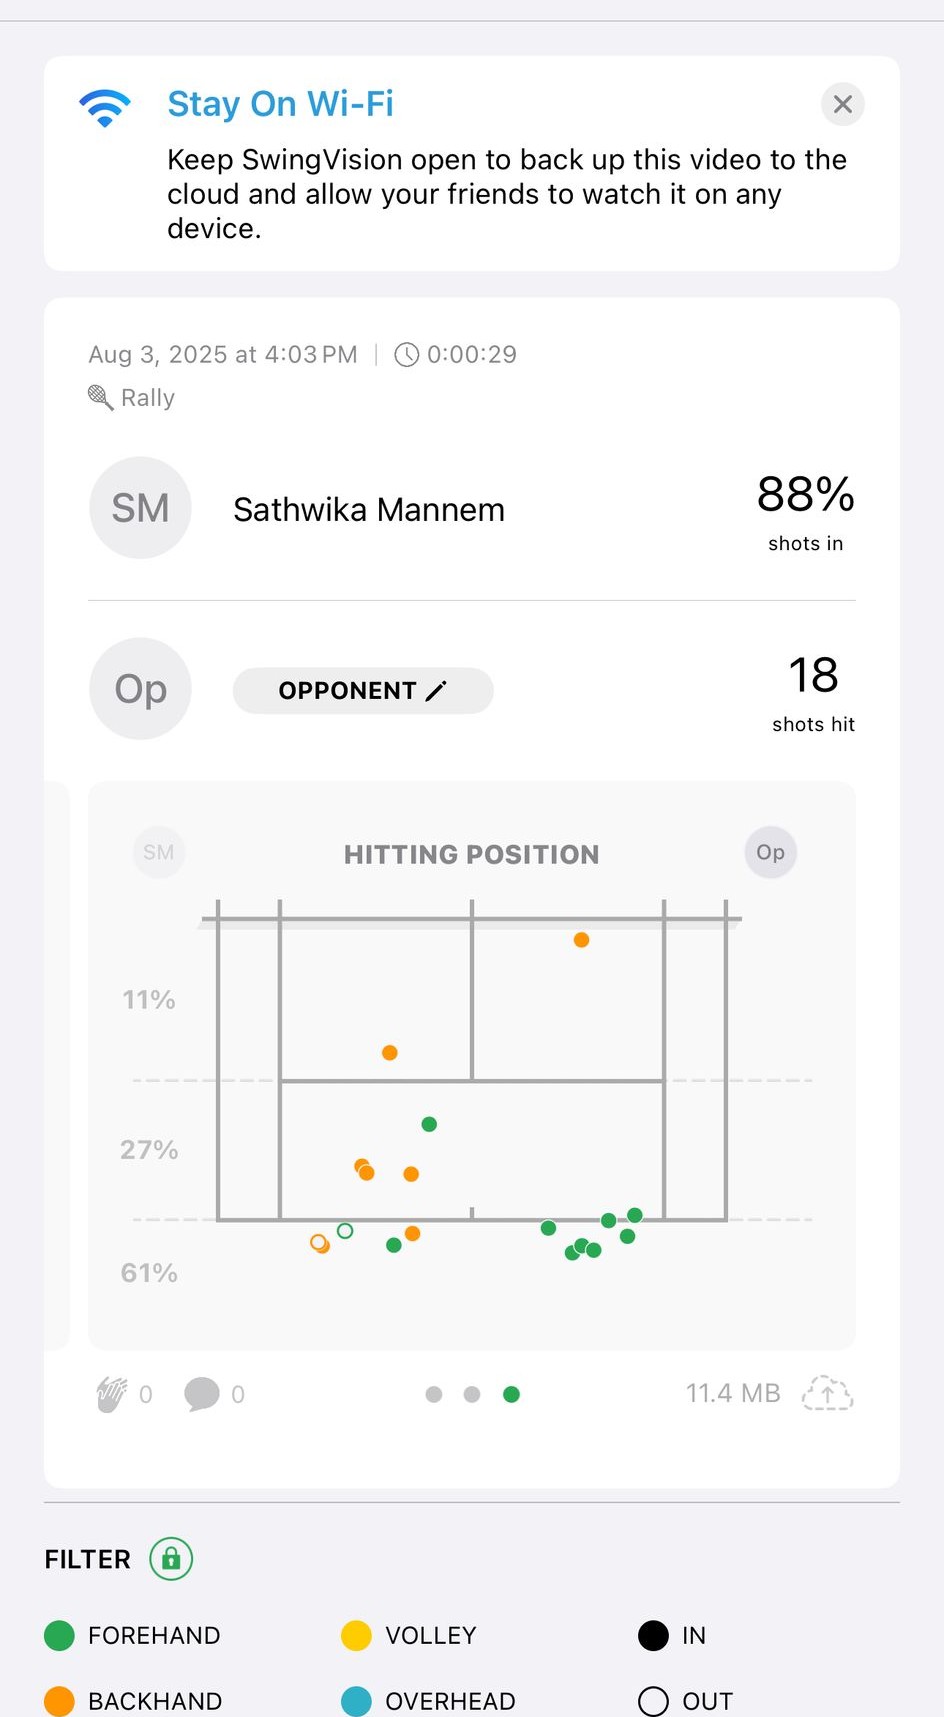 Stay On Wi-Fi
Keep SwingVision open to back up this video to the
cloud and allow your friends to watch it on any
device.
Aug 3, 2025 at 4:03 PM | 0:00:29
Rally
SM
Sathwika Mannem
88%
shots in
Op
OPPONENT
18
shots hit
SM
HITTING POSITION
Op
11%
27%
61%
0
0
11.4 MB
FILTER
FOREHAND
VOLLEY
IN
BACKHAND
OVERHEAD
OUT